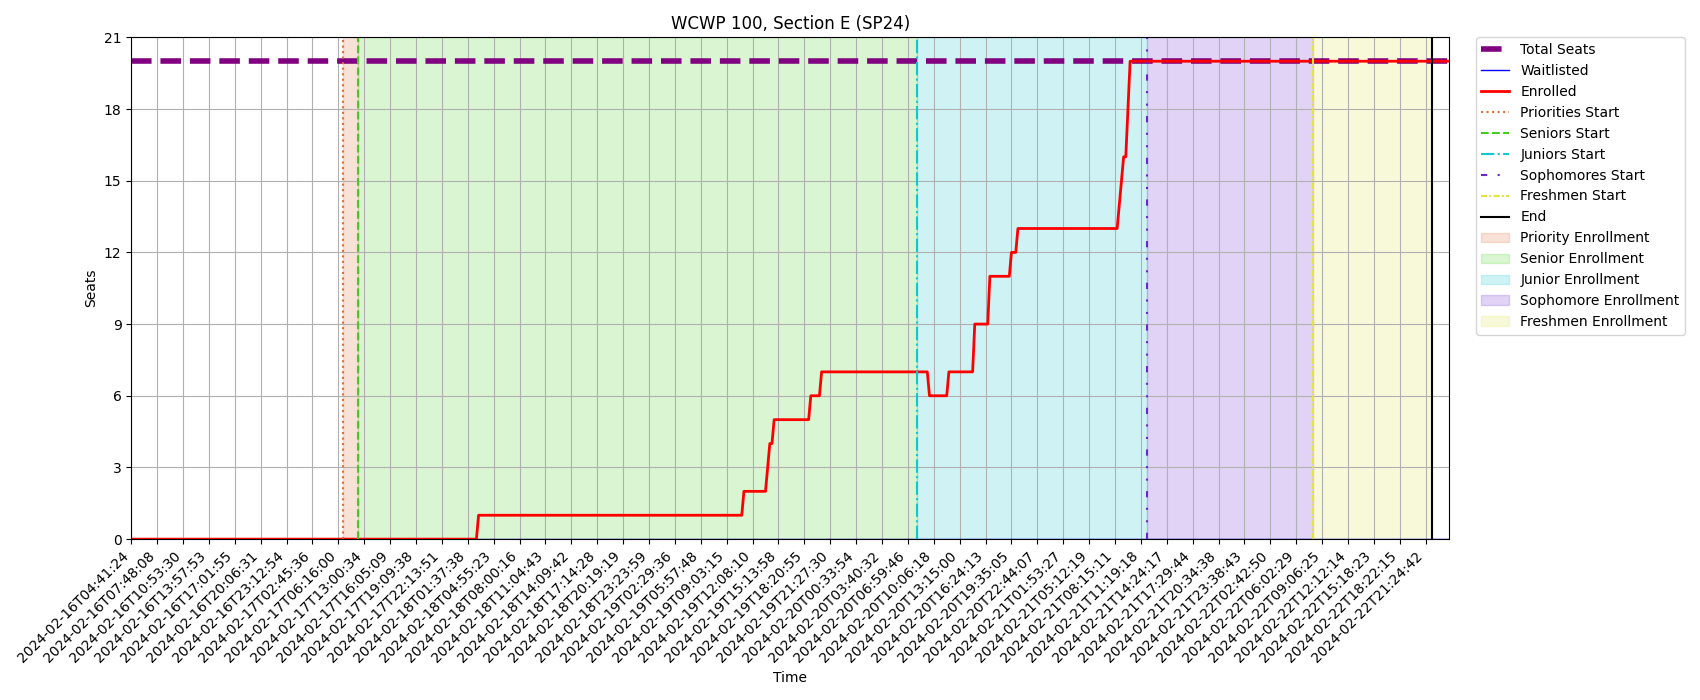 WCWP 100, Section E (SP24)
21
18
15
12
9
6
3
0
Seats
2024-02-16T04:41:24
2024-02-16T07:48:08
2024-02-16T10:53:30
2024-02-16T13:57:53
2024-02-16T17:01:55
2024-02-16T20:06:31
2024-02-16T23:12:54
2024-02-17T02:45:36
2024-02-17T06:16:00
2024-02-17T13:00:34
2024-02-17T16:05:09
2024-02-17T19:09:38
2024-02-17T22:13:51
2024-02-18T01:37:38
2024-02-18T04:55:23
2024-02-18T08:00:16
2024-02-18T11:04:43
2024-02-18T14:09:42
2024-02-18T17:14:28
2024-02-18T20:19:19
2024-02-18T23:23:59
2024-02-19T02:29:36
2024-02-19T05:57:48
2024-02-19T09:03:15
2024-02-19T12:08:10
2024-02-19T15:13:58
2024-02-19T18:20:55
2024-02-19T21:27:30
2024-02-20T00:33:54
2024-02-20T03:40:32
2024-02-20T06:59:46
2024-02-20T10:06:18
2024-02-20T13:15:00
2024-02-20T16:24:13
2024-02-20T19:35:05
2024-02-20T22:44:07
2024-02-21T01:53:27
2024-02-21T05:12:19
2024-02-21T08:15:11
2024-02-21T11:19:18
2024-02-21T14:24:17
2024-02-21T17:29:44
2024-02-21T20:34:38
2024-02-21T23:38:43
2024-02-22T02:42:50
2024-02-22T06:02:29
2024-02-22T09:06:25
2024-02-22T12:12:14
2024-02-22T15:18:23
2024-02-22T18:22:15
2024-02-22T21:24:42
Time
Total Seats
Waitlisted
Enrolled
Priorities Start
Seniors Start
Juniors Start
Sophomores Start
Freshmen Start
End
Priority Enrollment
Senior Enrollment
Junior Enrollment
Sophomore Enrollment
Freshmen Enrollment